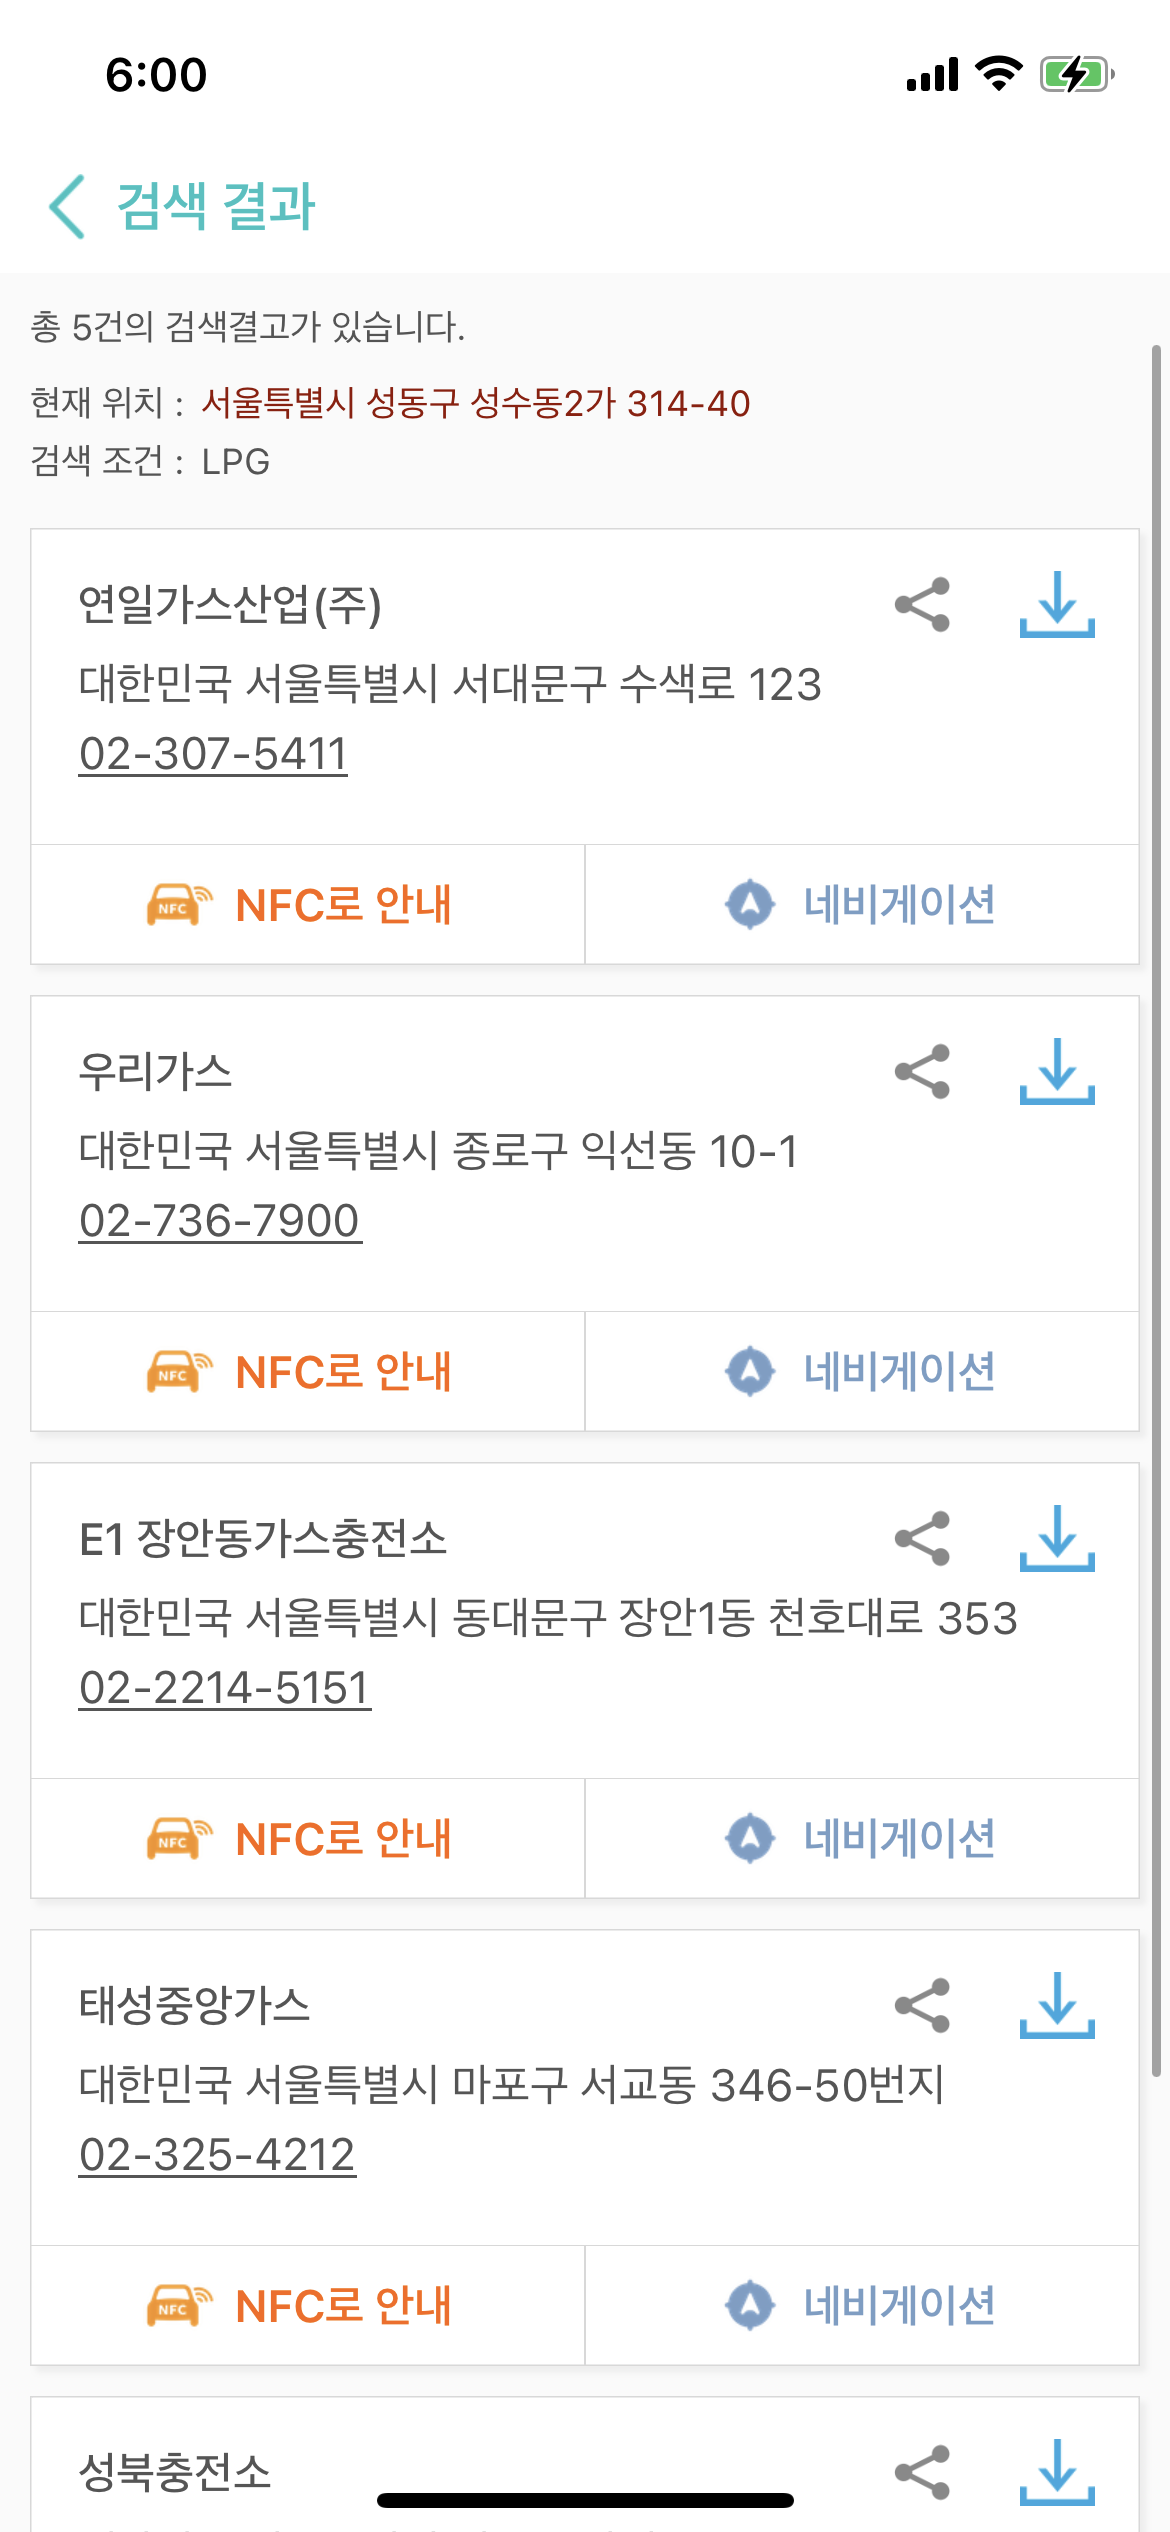 6:00
검색 결과
총 5건의 검색결고가 있습니다.
현재 위치 : 서울특별시 성동구 성수동2가 314-40
검색 조건 : LPG
연일가스산업(주)
대한민국 서울특별시 서대문구 수색로 123
02-307-5411
NFC NFC로 안내 네비게이션
우리가스
대한민국 서울특별시 종로구 익선동 10-1
02-736-7900
NFC NFC로 안내 네비게이션
E1 장안동가스충전소
대한민국 서울특별시 동대문구 장안1동 천호대로 353
02-2214-5151
NFC NFC로 안내 네비게이션
태성중앙가스
대한민국 서울특별시 마포구 서교동 346-50번지
02-325-4212
NFC NFC로 안내 네비게이션
성북충전소